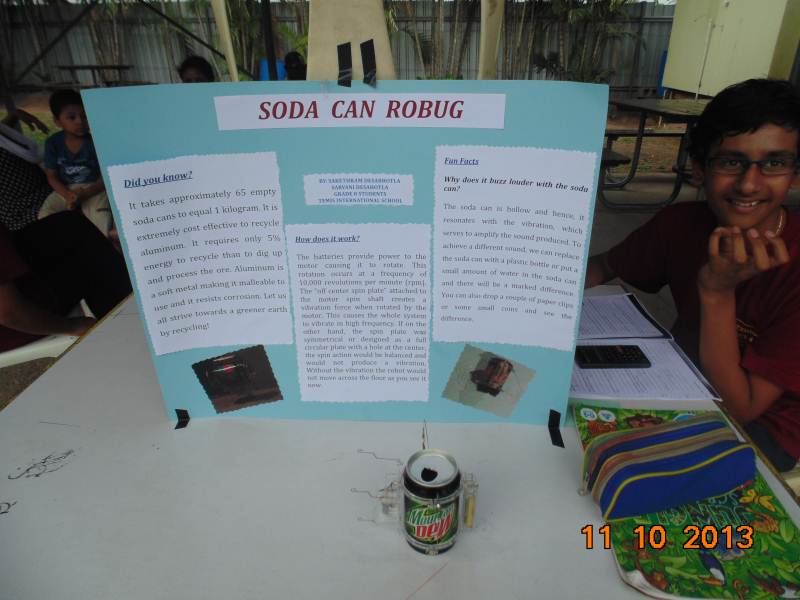 SODA CAN ROBUG
Did you know?
It takes approximately 65 empty
soda cans to equal 1 kilogram. It is
extremely cost effective to recycle
aluminum. It requires only 5%
energy to recycle than to dig up
and process the ore. Aluminum is
a soft metal making it malleable to
use and it resists corrosion. Let us
all strive towards a greener earth
by recycling!
BY: SAKETHRAM DESABHOTLA
SARVANI DESABHOTLA
GRADE 8 STUDENTS
TEMIS INTERNATIONAL SCHOOL
How does it work?
The batteries provide power to the
motor causing it to rotate. This
rotation occurs at a frequency of
10,000 revolutions per minute (rpm).
The "off center spin plate" attached to
the motor spin shaft creates a
vibration force when rotated by the
motor. This causes the whole system
to vibrate in high frequency. If on the
other hand, the spin plate was
symmetrical or designed as a full
circular plate with a hole at the center,
the spin action would be balanced and
would not produce a vibration.
Without the vibration the robot would
not move across the floor as you see it
now.
Fun Facts
Why does it buzz louder with the soda
can?
The soda can is hollow and hence, it
resonates with the vibration, which
serves to amplify the sound produced. To
achieve a different sound, we can replace
the soda can with a plastic bottle or put a
small amount of water in the soda can
and there will be a marked difference.
You can also drop a couple of paper clips
or some small coins and see the
difference.
Mountain
Dew
11 10 2013